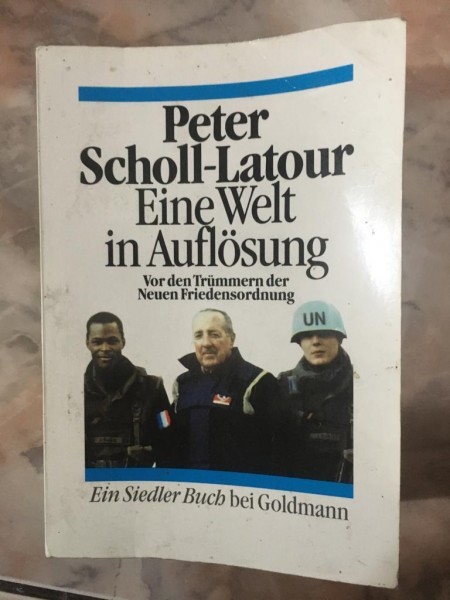 Peter
Scholl-Latour
Eine Welt
in Auflösung
Vor den Trümmern der
Neuen Friedensordnung
UN
Ein Siedler Buch bei Goldmann